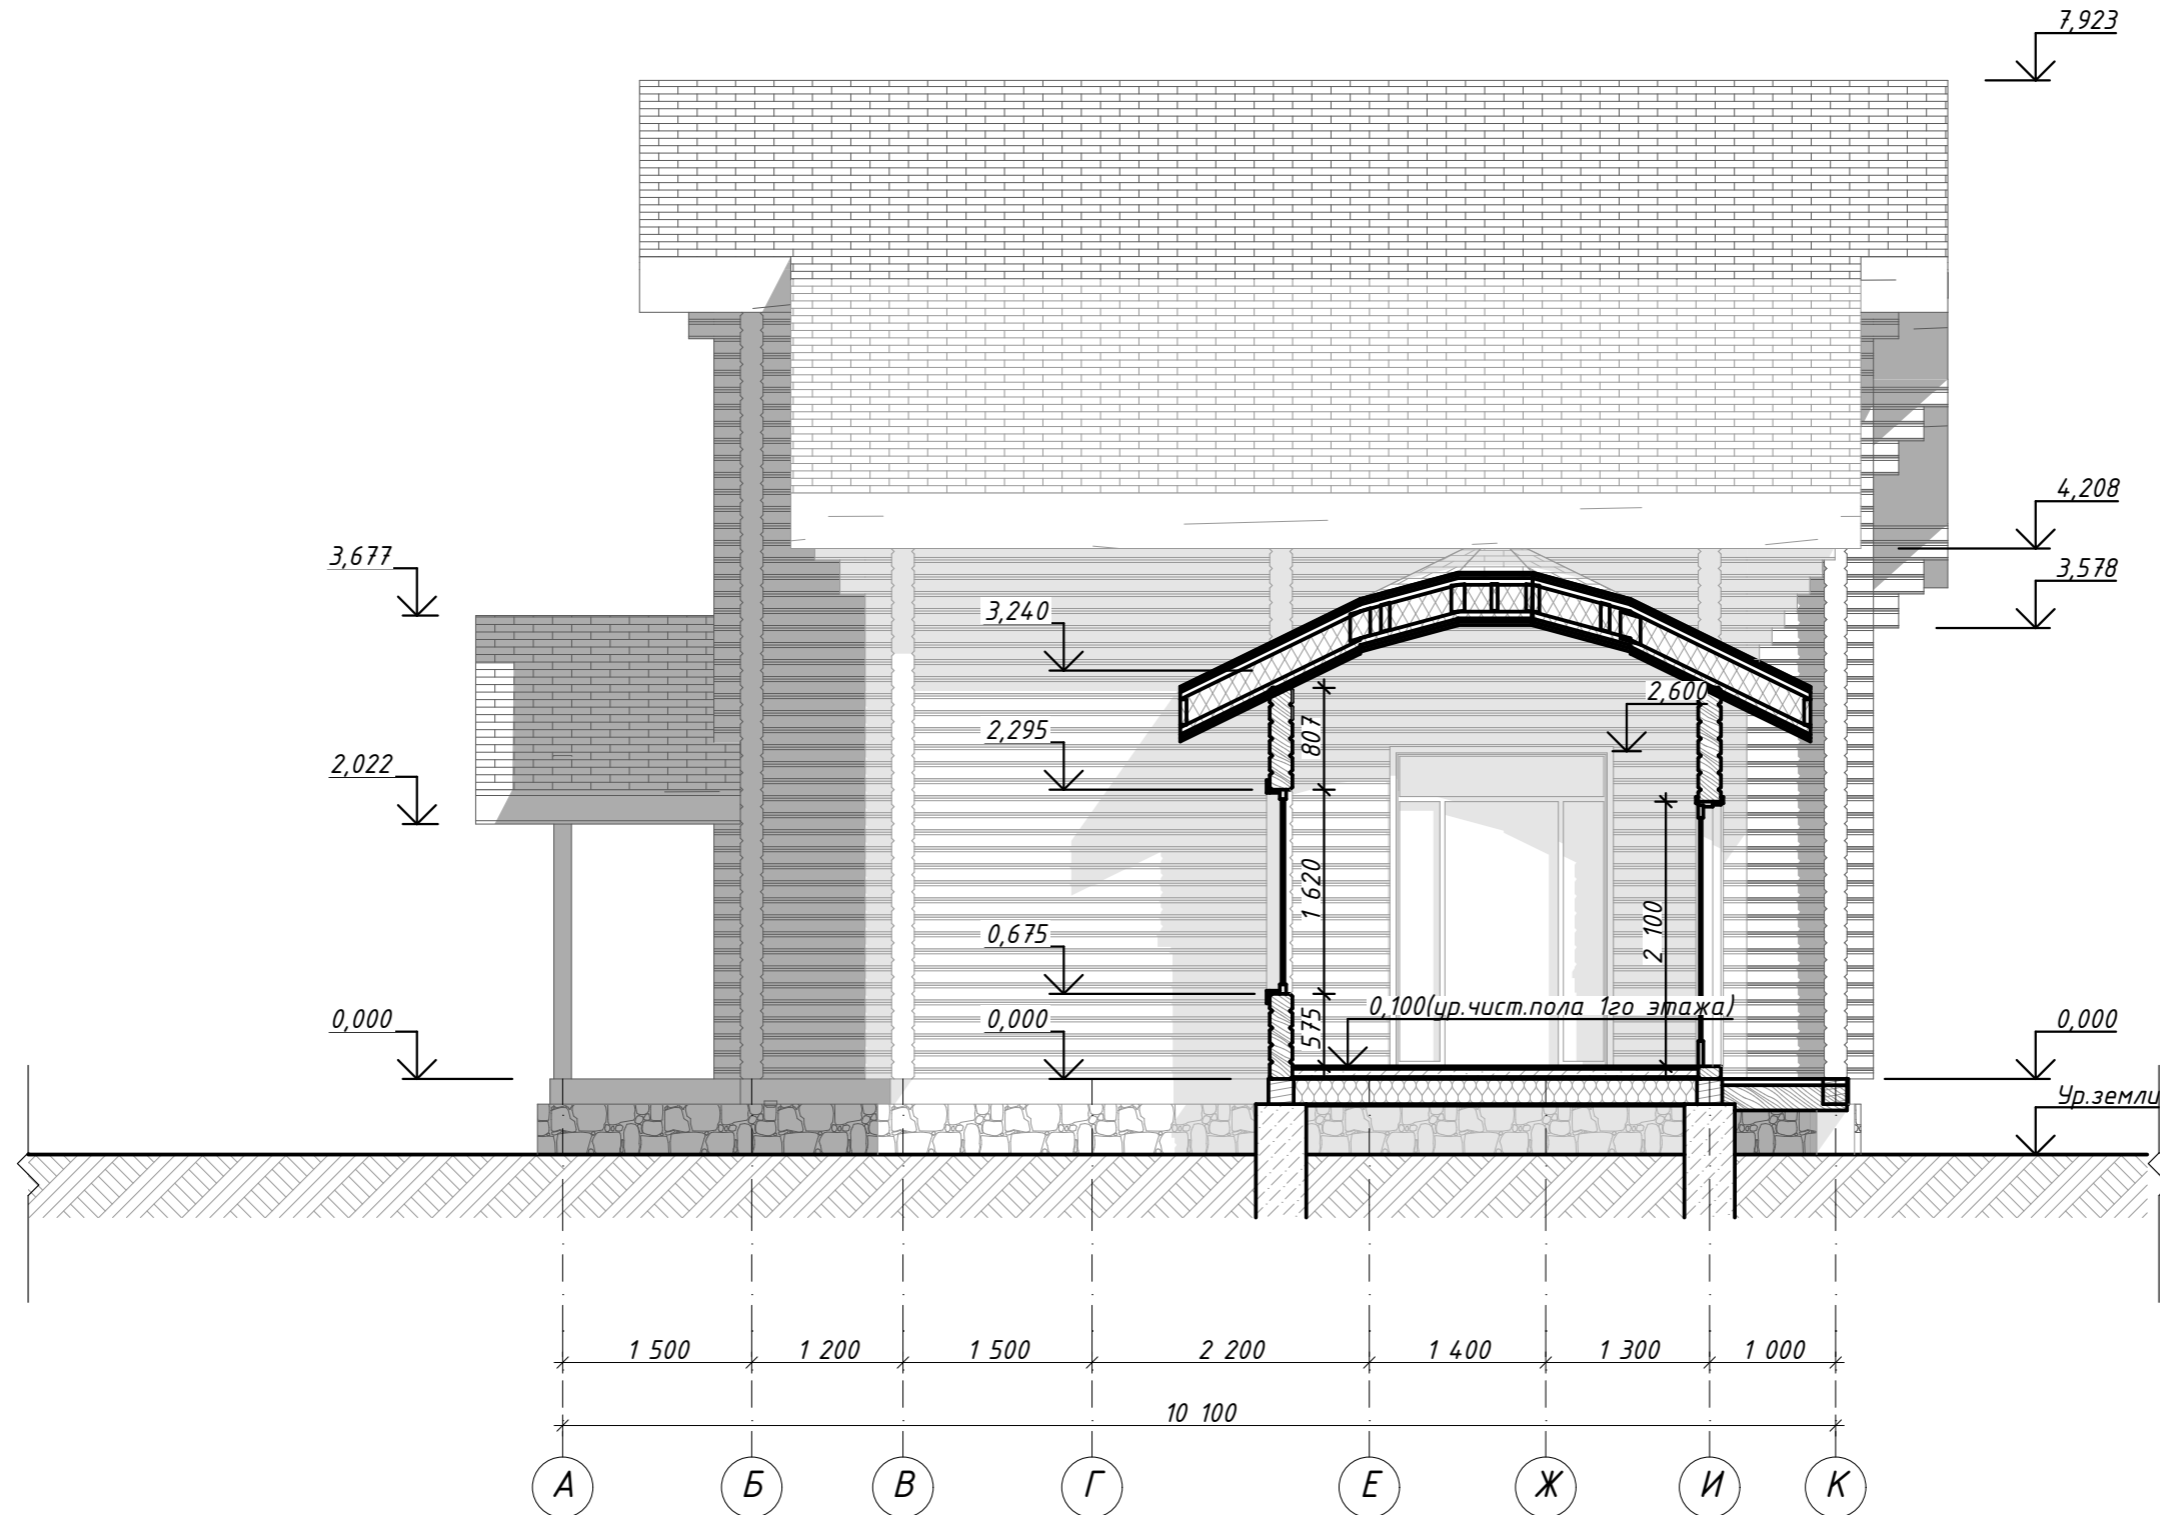 7,923
4,208
3,677
3,578
3,240
2,600
807
2,295
2,022
1 620
2 100
0,675
0,100(ур.чист.пола 1го этажа)
575
0,000
0,000
0,000
Ур.земли
1 500
1 200
1 500
2 200
1 400
1 300
1 000
10 100
А
Б
В
Г
Е
Ж
И
К